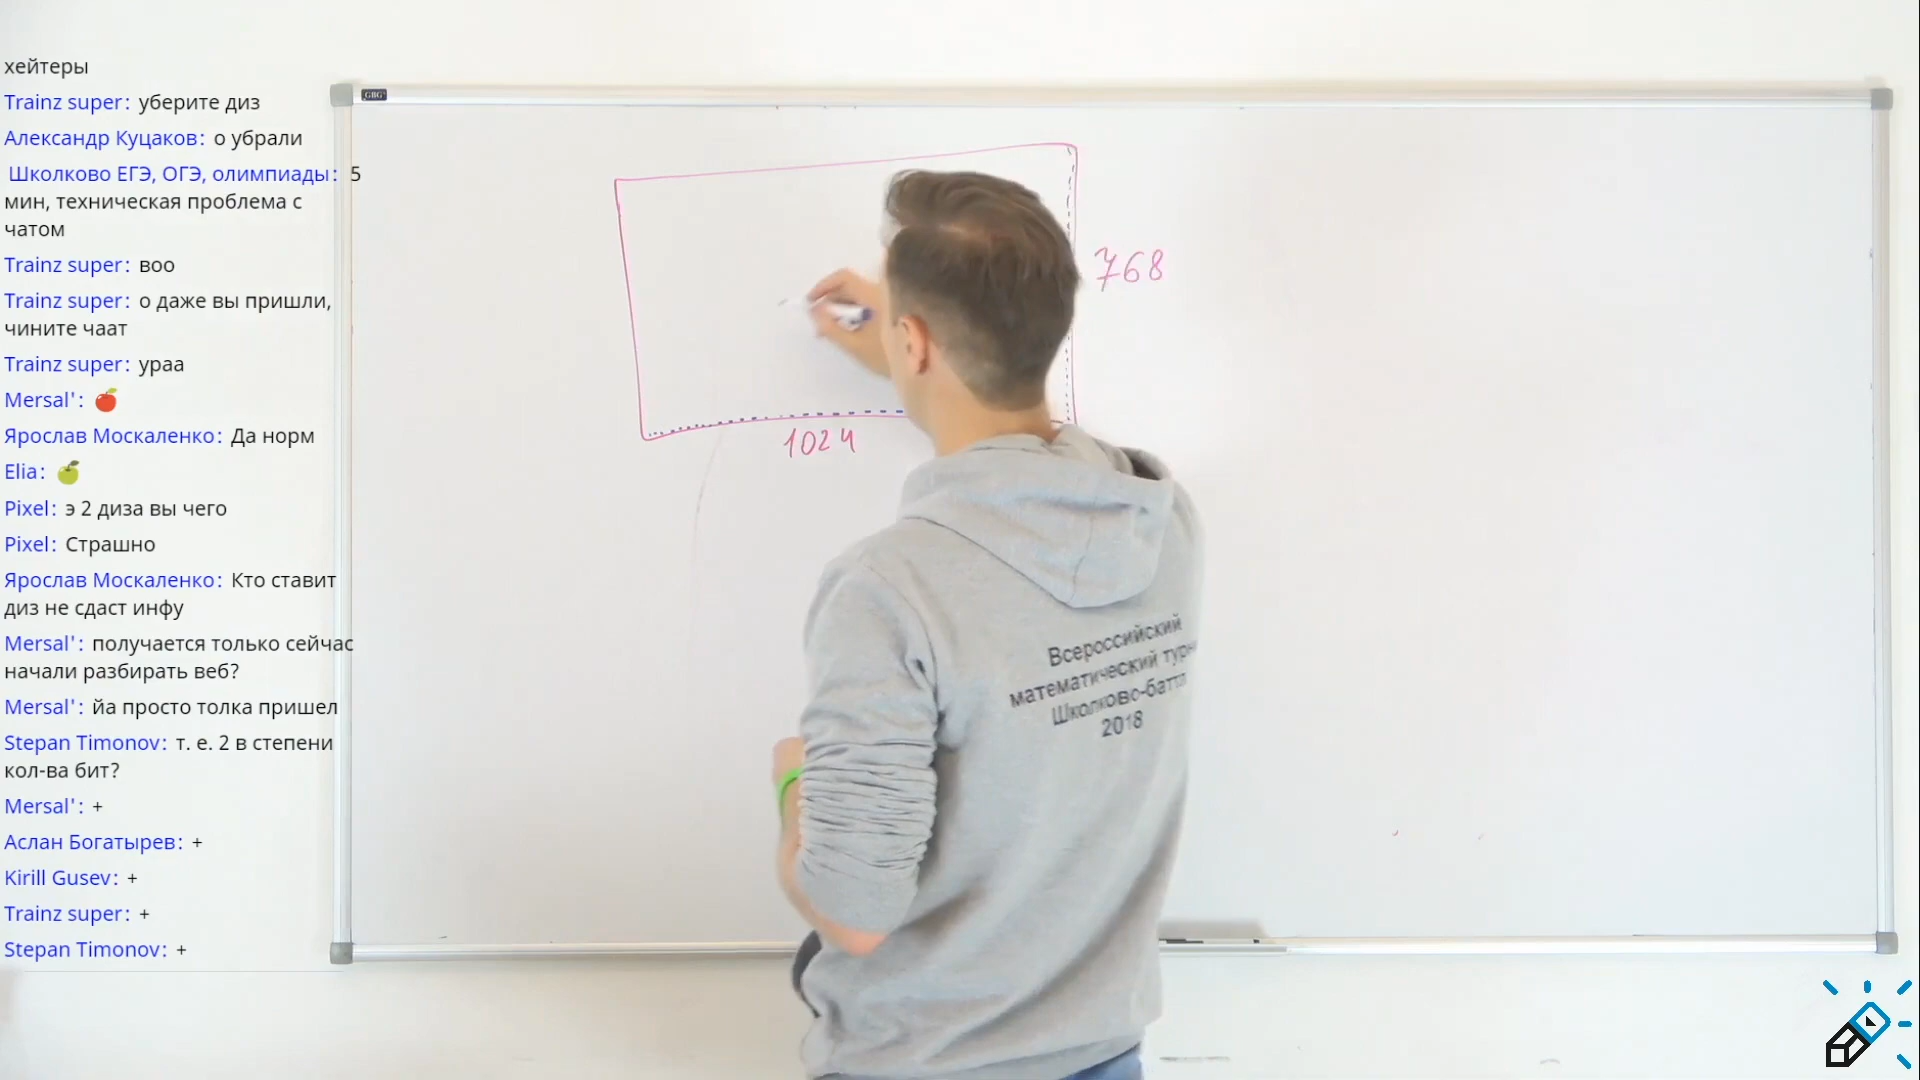 хейтеры
Trainz super: уберите диз
Александр Куцаков: о убрали
Школково ЕГЭ, ОГЭ, олимпиады: 5
мин, техническая проблема с
чатом
Trainz super: воо
Trainz super: о даже вы пришли,
чините чаат
Trainz super: ураа
Mersal':
Ярослав Москаленко: Да норм
Elia:
Pixel: э 2 диза вы чего
Pixel: Страшно
Ярослав Москаленко: Кто ставит
диз не сдаст инфу
Mersal': получается только сейчас
начали разбирать веб?
Mersal': йа просто толка пришел
Stepan Timonov: т. е. 2 в степени
кол-ва бит?
Mersal': +
Аслан Богатырев: +
Kirill Gusev: +
Trainz super: +
Stepan Timonov: +
GBG
768
1024
Всероссийский
математический турн
Школково-баттл
2018